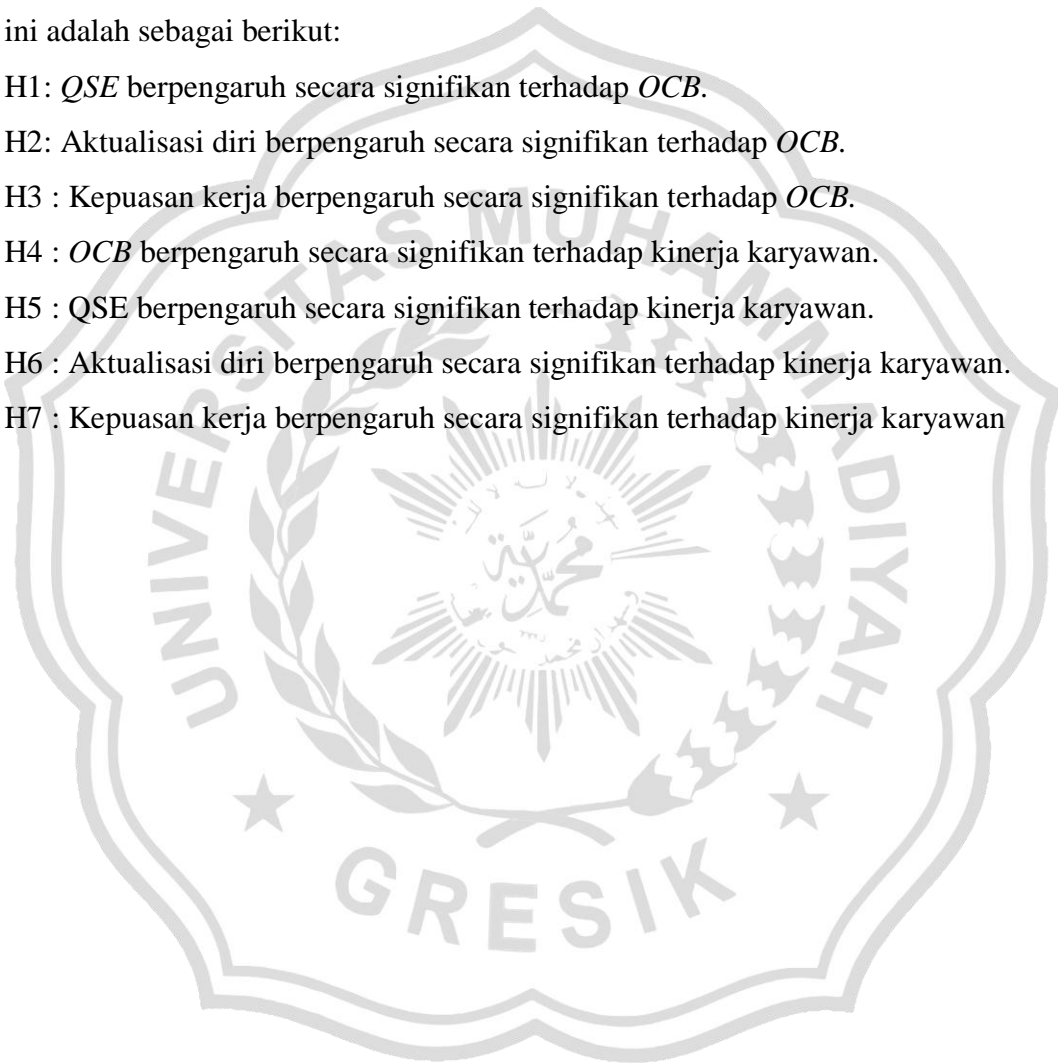 ini adalah sebagai berikut:
H1: QSE berpengaruh secara signifikan terhadap OCB.
H2: Aktualisasi diri berpengaruh secara signifikan terhadap OCB.
H3 : Kepuasan kerja berpengaruh secara signifikan terhadap OCB.
H4 : OCB berpengaruh secara signifikan terhadap kinerja karyawan.
H5 : QSE berpengaruh secara signifikan terhadap kinerja karyawan.
H6 : Aktualisasi diri berpengaruh secara signifikan terhadap kinerja karyawan.
H7 : Kepuasan kerja berpengaruh secara signifikan terhadap kinerja karyawan
UNIVERSITAS MUHAMMADIYAH
GRESIK